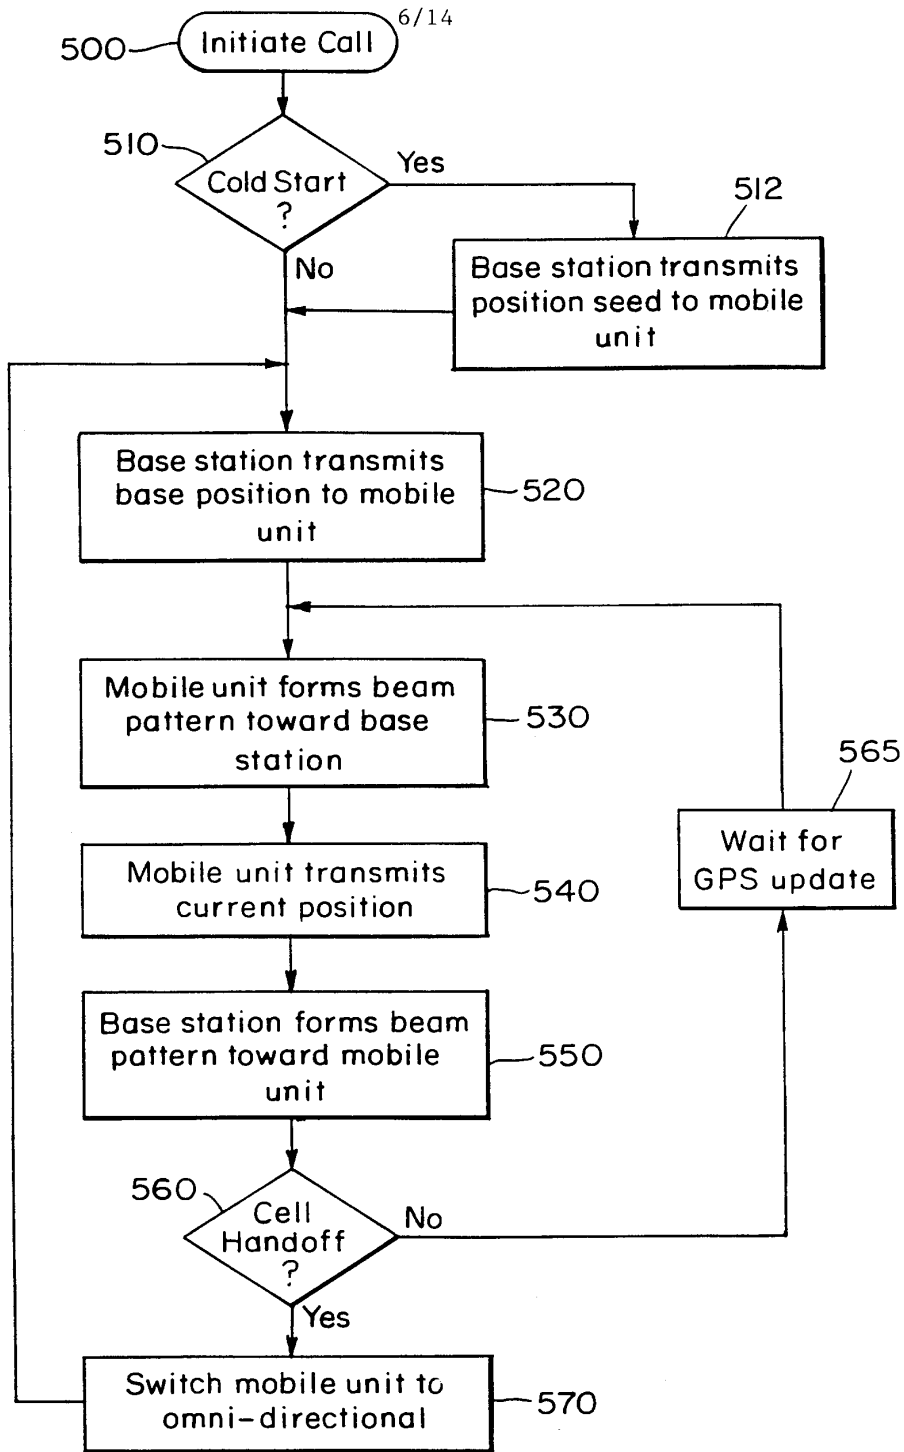 6/14
500
Initiate Call
510
Cold Start
?
Yes
No
512
Base station transmits
position seed to mobile
unit
Base station transmits
base position to mobile
unit
520
Mobile unit forms beam
pattern toward base
station
530
565
Wait for
GPS update
Mobile unit transmits
current position
540
Base station forms beam
pattern toward mobile
unit
550
560
Cell
Handoff
?
No
Yes
Switch mobile unit to
omni-directional
570